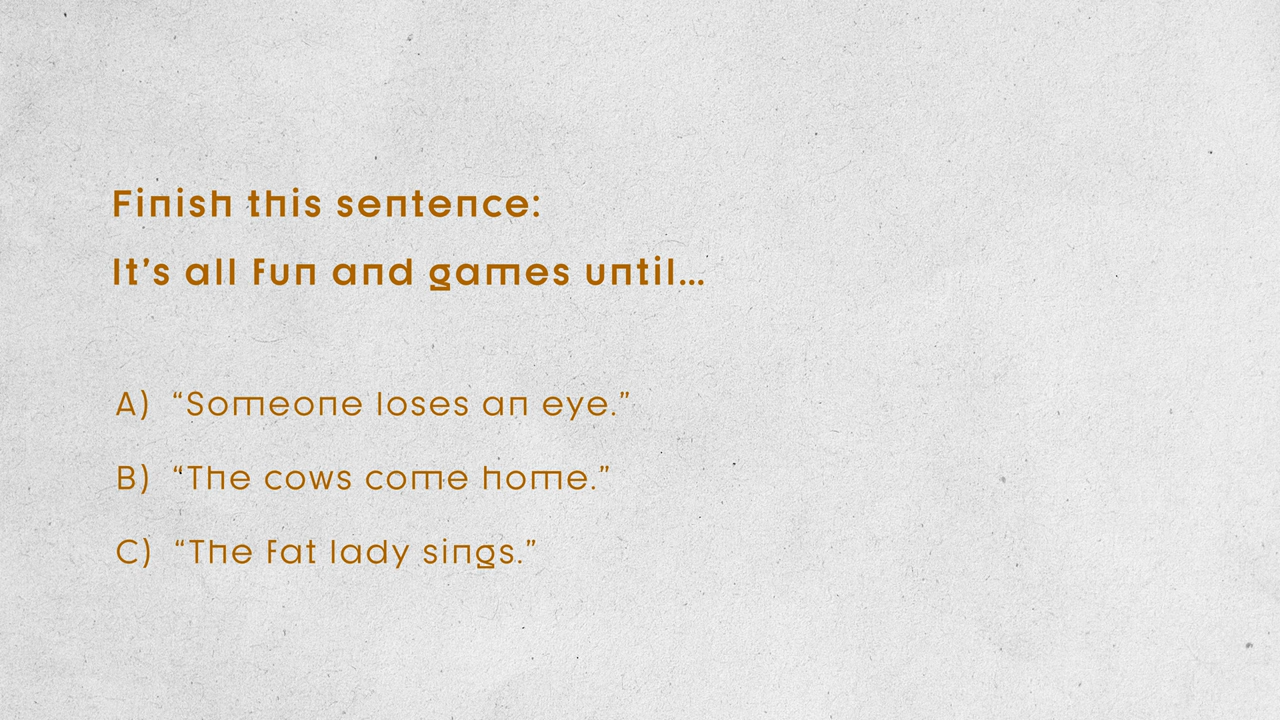 Finish this sentence:
It’s all fun and games until...
A) “Someone loses an eye.”
B) “The cows come home.”
C) “The fat lady sings.”